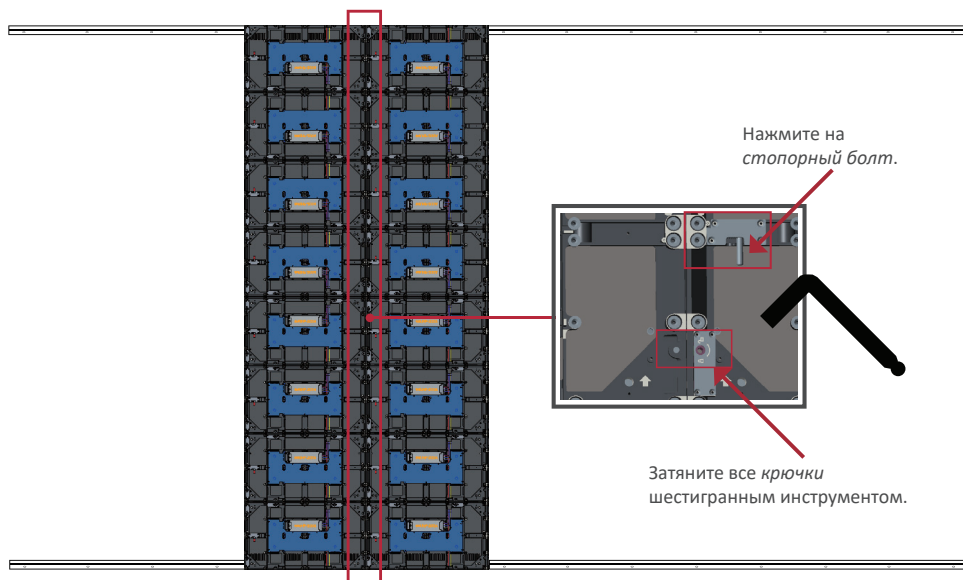 Нажмите на
стопорный болт.
Затяните все крючки
шестигранным инструментом.